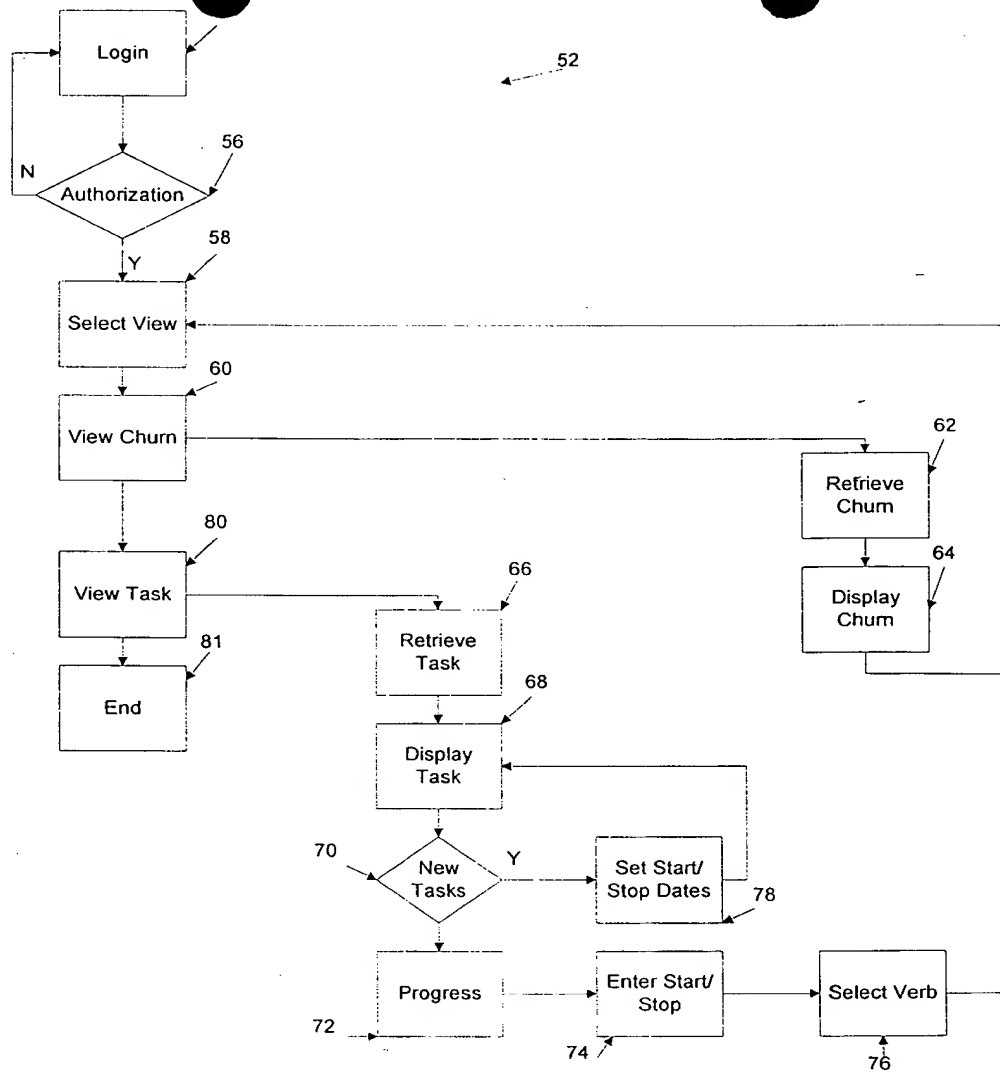 Login
52
56
N
Authorization
58
Y
Select View
60
View Churn
62
Retrieve
Churn
80
64
View Task
66
Display
Churn
Retrieve
Task
81
68
End
Display
Task
70
New
Tasks
Y
Set Start/
Stop Dates
78
Progress
Enter Start/
Stop
Select Verb
72
74
76